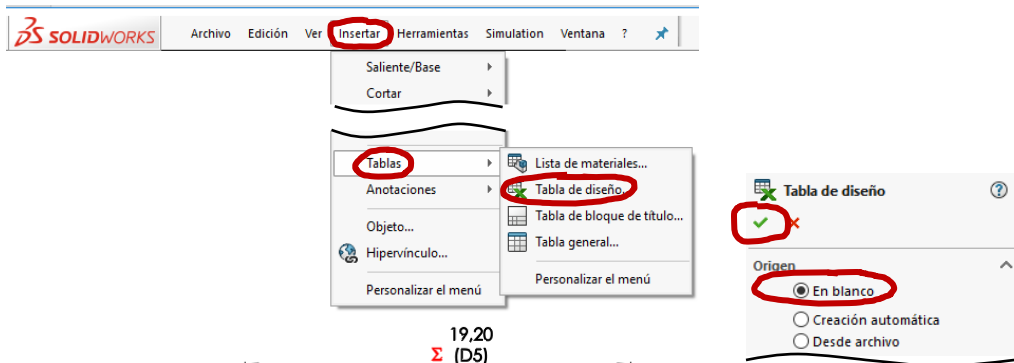 SOLIDWORKS Archivo Edición Ver Insertar Herramientas Simulation Ventana ?
Saliente/Base
Cortar
Tablas
Anotaciones
Objeto...
Hipervínculo...
Personalizar el menú
Lista de materiales...
Tabla de diseño...
Tabla de bloque de título...
Tabla general...
Personalizar el menú
Tabla de diseño ?
Origen
En blanco
Creación automática
Desde archivo
19,20
Σ (D5)